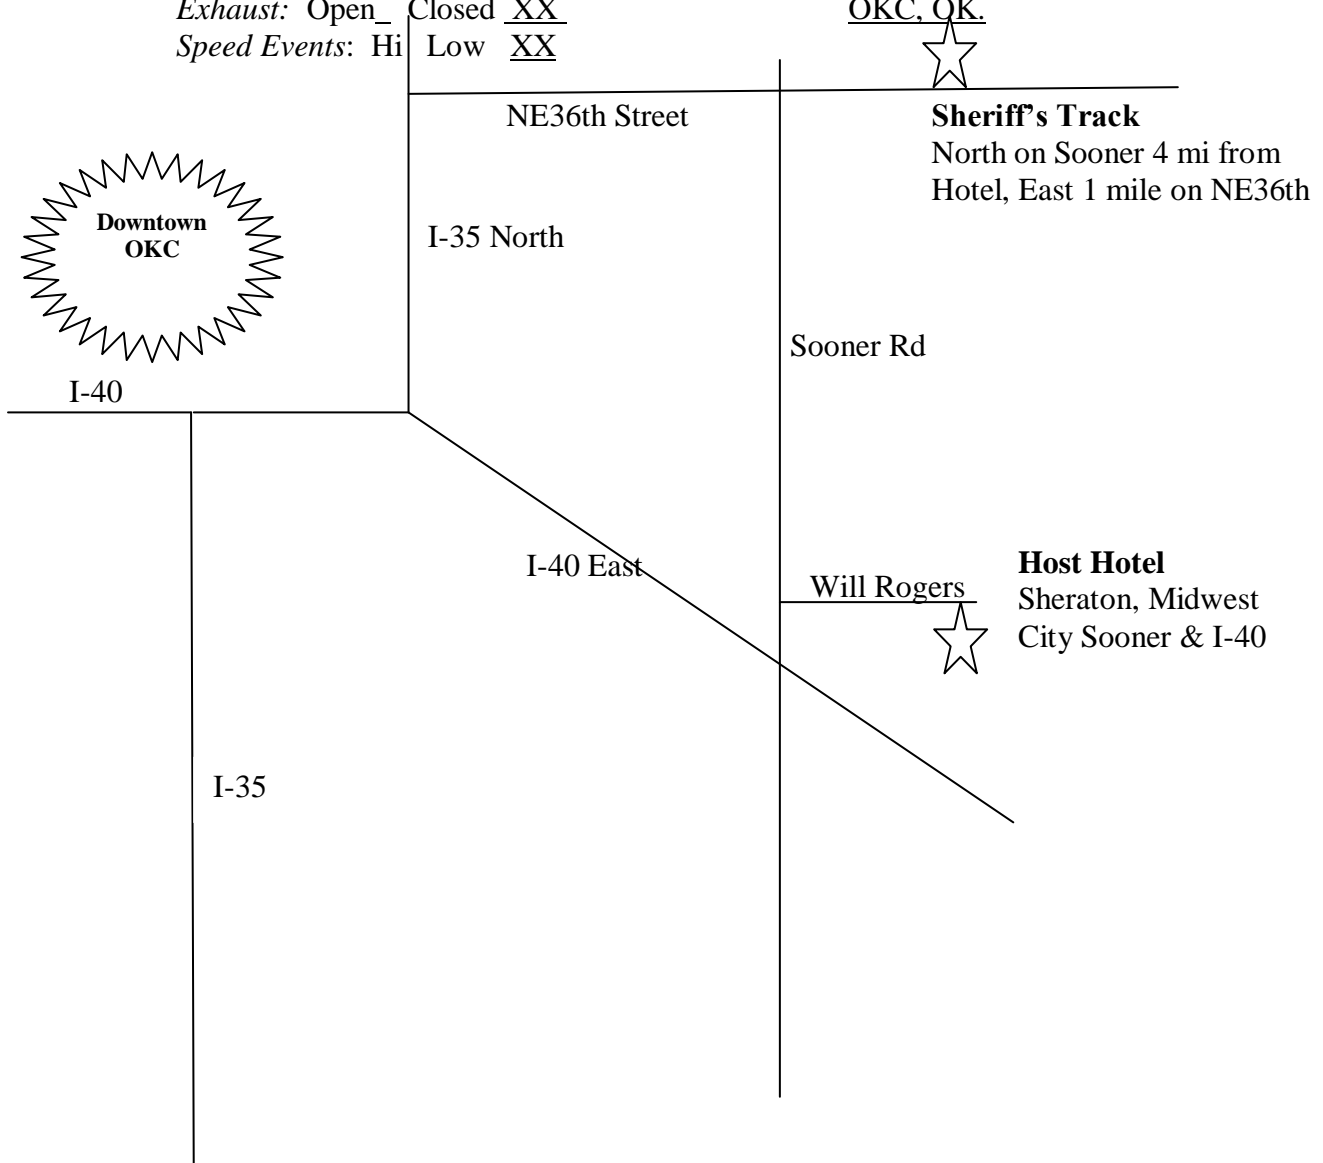 Exhaust: Open_ Closed XX
OKC, OK.
Speed Events: Hi Low XX
NE36th Street
Sheriff’s Track
North on Sooner 4 mi from
Hotel, East 1 mile on NE36th
Downtown
OKC
I-35 North
Sooner Rd
I-40
I-40 East
Will Rogers
Host Hotel
Sheraton, Midwest
City Sooner & I-40
I-35